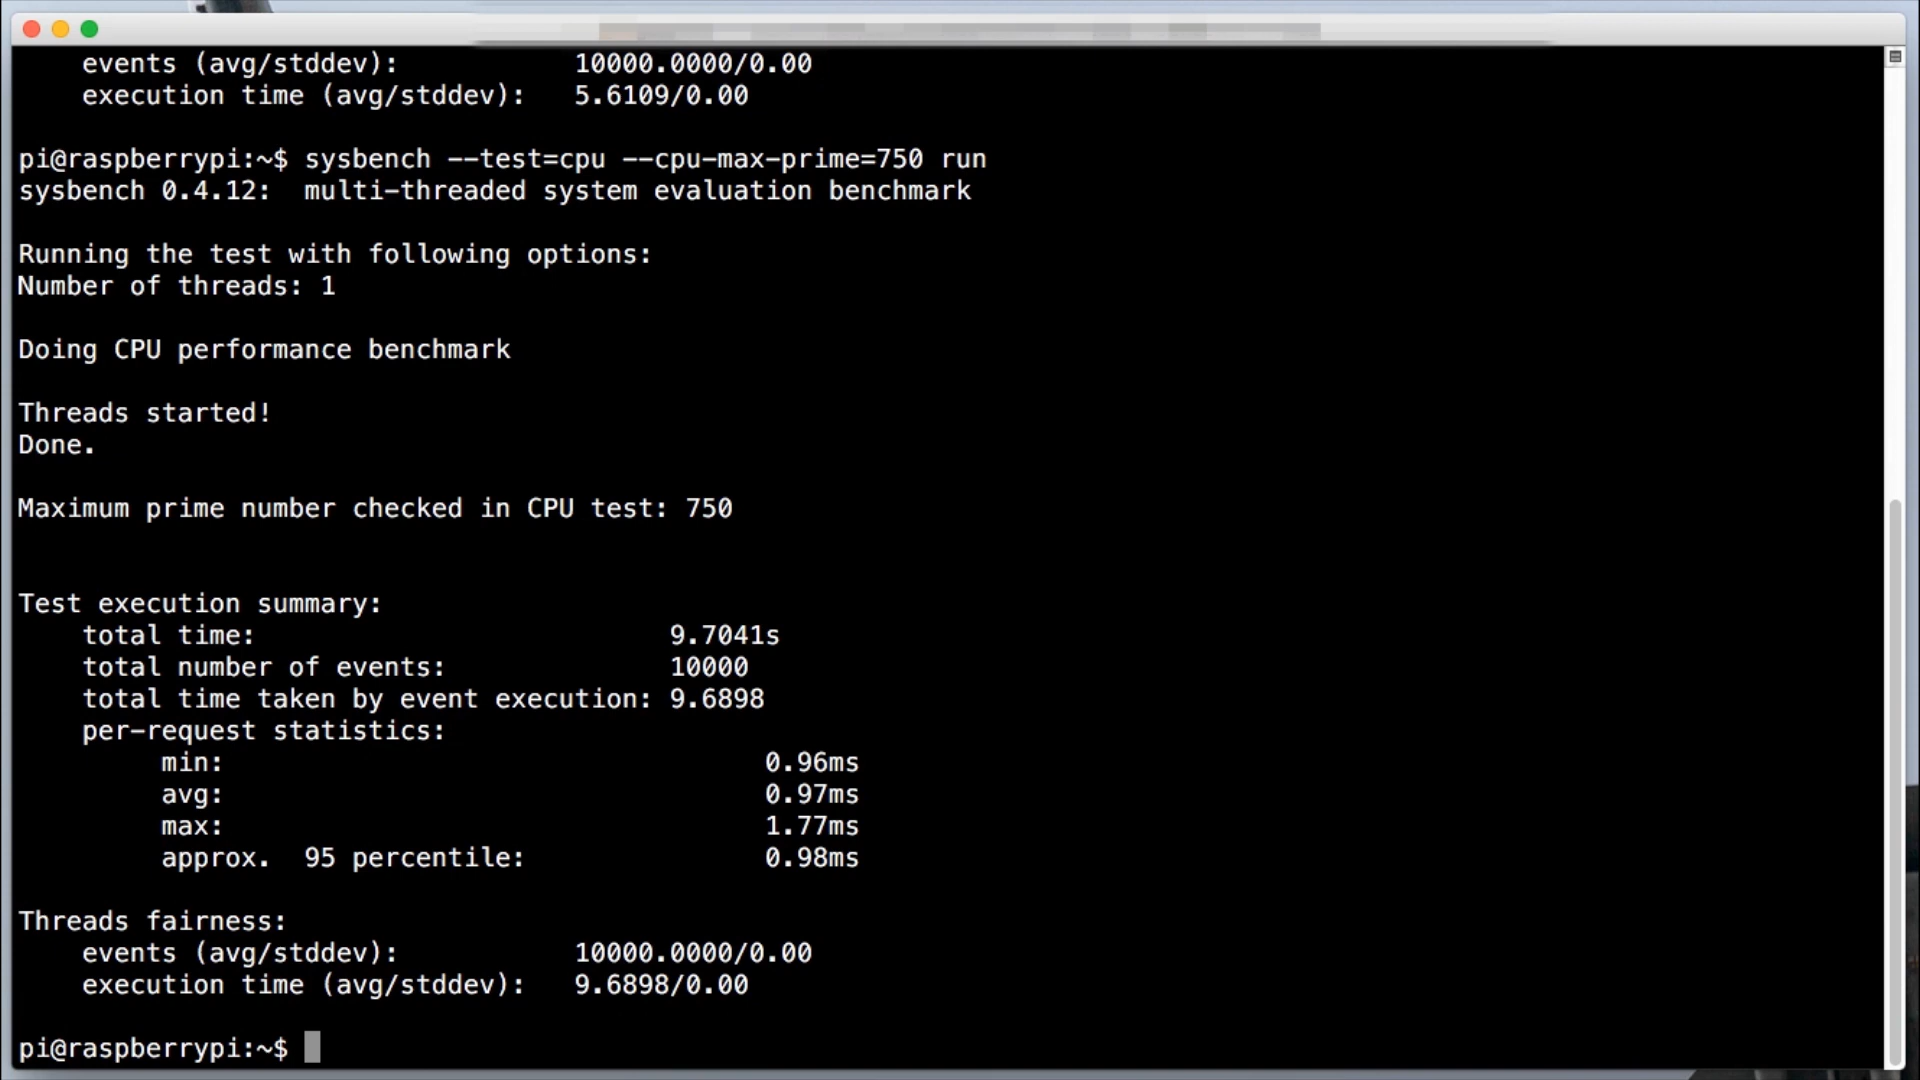 events (avg/stddev): 10000.0000/0.00
execution time (avg/stddev): 5.6109/0.00
pi@raspberrypi:~$ sysbench --test=cpu --cpu-max-prime=750 run
sysbench 0.4.12: multi-threaded system evaluation benchmark
Running the test with following options:
Number of threads: 1
Doing CPU performance benchmark
Threads started!
Done.
Maximum prime number checked in CPU test: 750
Test execution summary:
total time: 9.7041s
total number of events: 10000
total time taken by event execution: 9.6898
per-request statistics:
min: 0.96ms
avg: 0.97ms
max: 1.77ms
approx. 95 percentile: 0.98ms
Threads fairness:
events (avg/stddev): 10000.0000/0.00
execution time (avg/stddev): 9.6898/0.00
pi@raspberrypi:~$